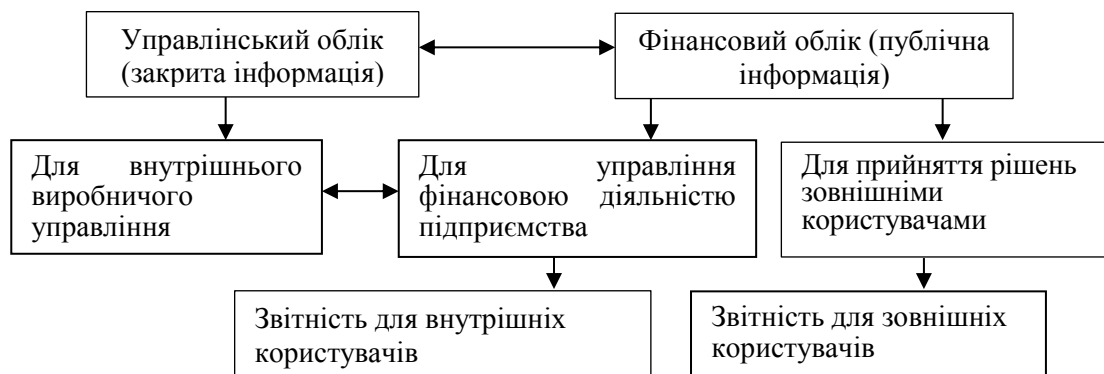 Управлінський облік
(закрита інформація)
Фінансовий облік (публічна
інформація)
Для внутрішнього
виробничого
управління
Для управління
фінансовою діяльністю
підприємства
Для прийняття рішень
зовнішніми
користувачами
Звітність для внутрішніх
користувачів
Звітність для зовнішніх
користувачів